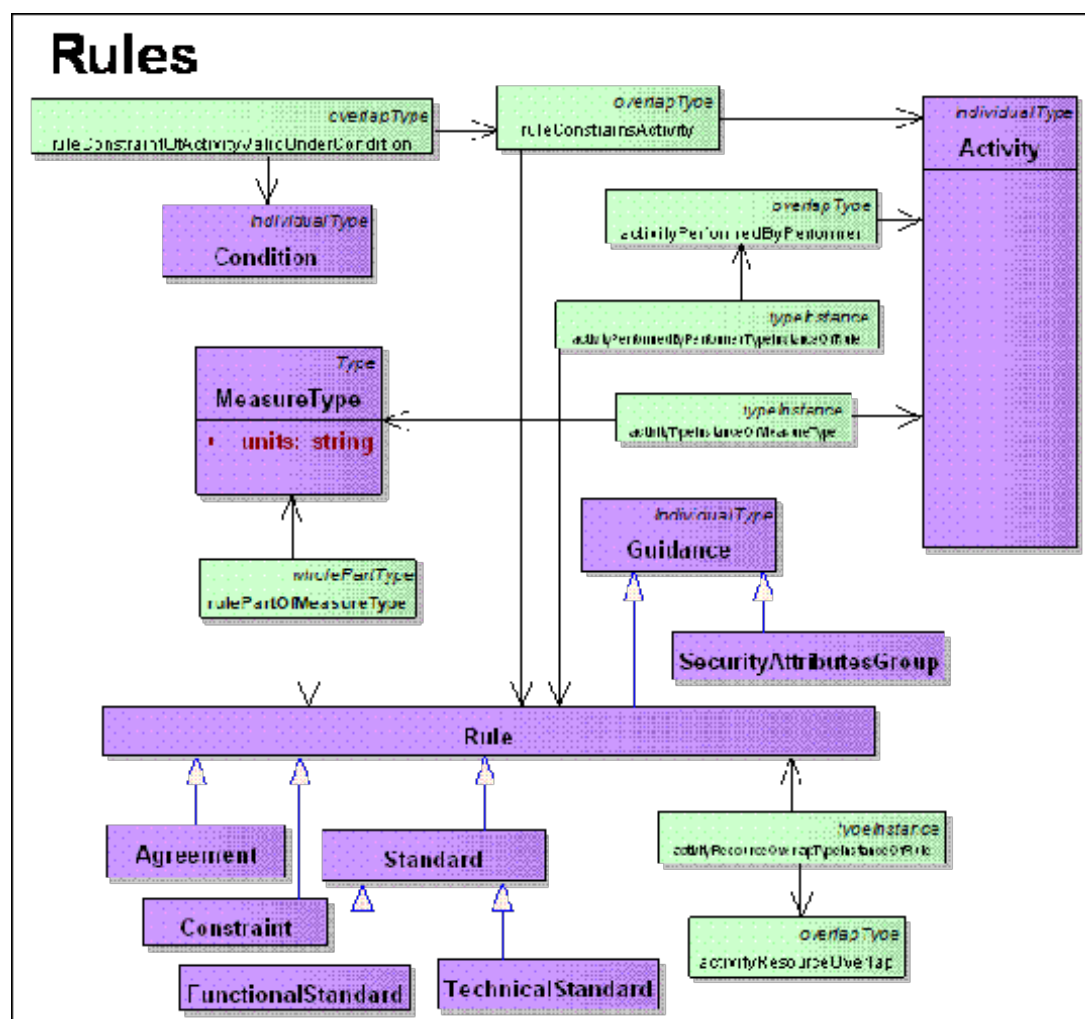 Rules
overlapType
ruleConstraintOfActivityValidUnderCondition
overlapType
ruleConstrainsActivity
IndividualType
Activity
IndividualType
Condition
overlapType
activityPerformedByPerformer
typeInstance
activityPerformedByPerformerTypeInstanceOfRule
Type
MeasureType
• units: string
typeInstance
activityTypeInstanceOfMeasureType
IndividualType
Guidance
wholePartType
rulePartOfMeasureType
SecurityAttributesGroup
Rule
Agreement
Standard
typeInstance
activityResourceOverlapTypeInstanceOfRule
Constraint
overlapType
activityResourceOverlap
FunctionalStandard
TechnicalStandard